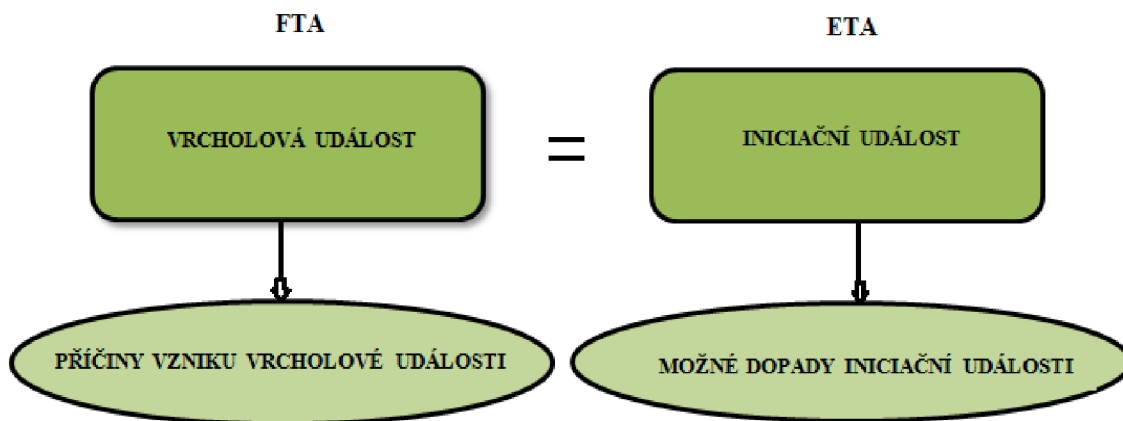 FTA
ETA
VRCHOLOVÁ UDÁLOST
=
INICIAČNÍ UDÁLOST
PŘÍČINY VZNIKU VRCHOLOVÉ UDÁLOSTI
MOŽNÉ DOPADY INICIAČNÍ UDÁLOSTI